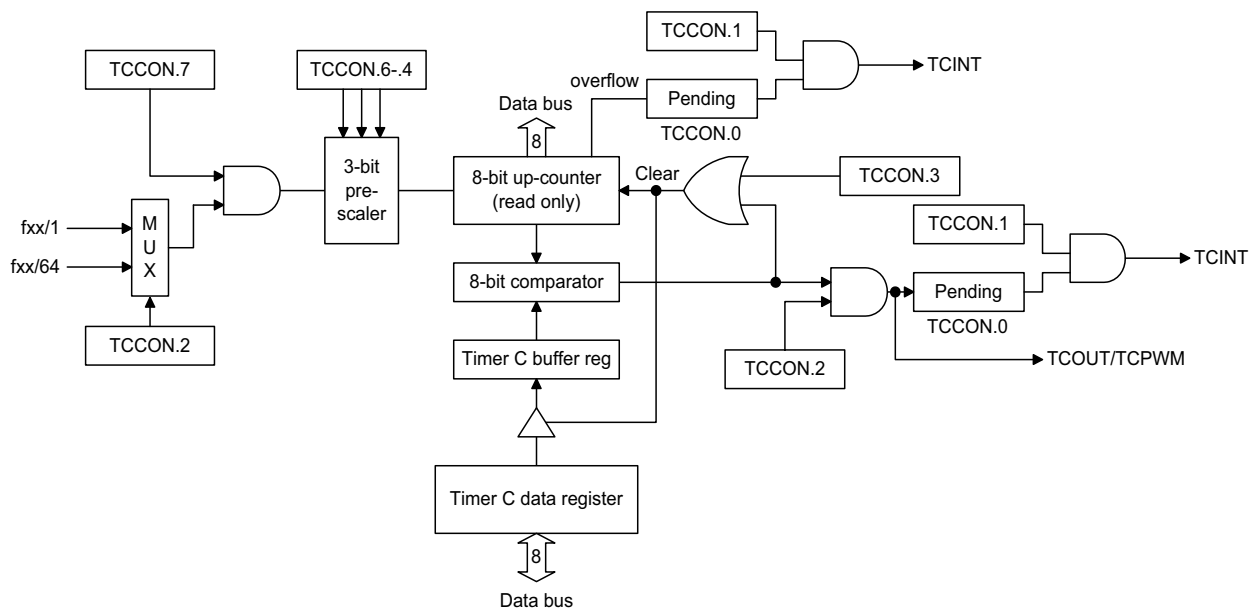 TCCON.1
TCCON.7
TCCON.6-.4
overflow
Pending
TCINT
Data bus
8
TCCON.0
3-bit
pre-
scaler
8-bit up-counter
(read only)
Clear
TCCON.3
fxx/1
fxx/64
M
U
X
TCCON.1
TCINT
8-bit comparator
Pending
TCCON.0
TCCON.2
Timer C buffer reg
TCCON.2
TCOUT/TCPWM
Timer C data register
8
Data bus